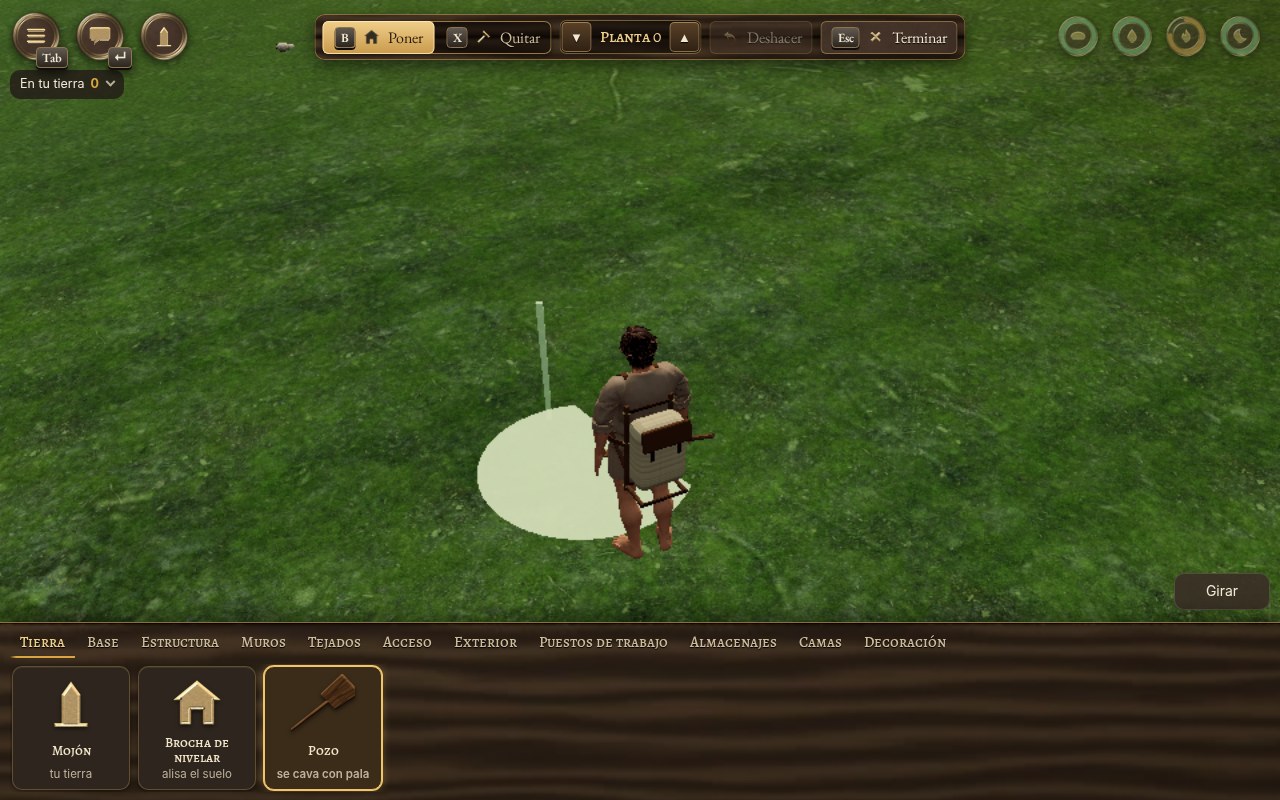 Tab
↵
En tu tierra 0
B Poner
X Quitar
▼ Planta 0 ▲
Deshacer
Esc ✕ Terminar
Girar
Tierra Base Estructura Muros Tejados Acceso Exterior Puestos de trabajo Almacenajes Camas Decoración
Mojón
tu tierra
Brocha de
nivelar
alisa el suelo
Pozo
se cava con pala